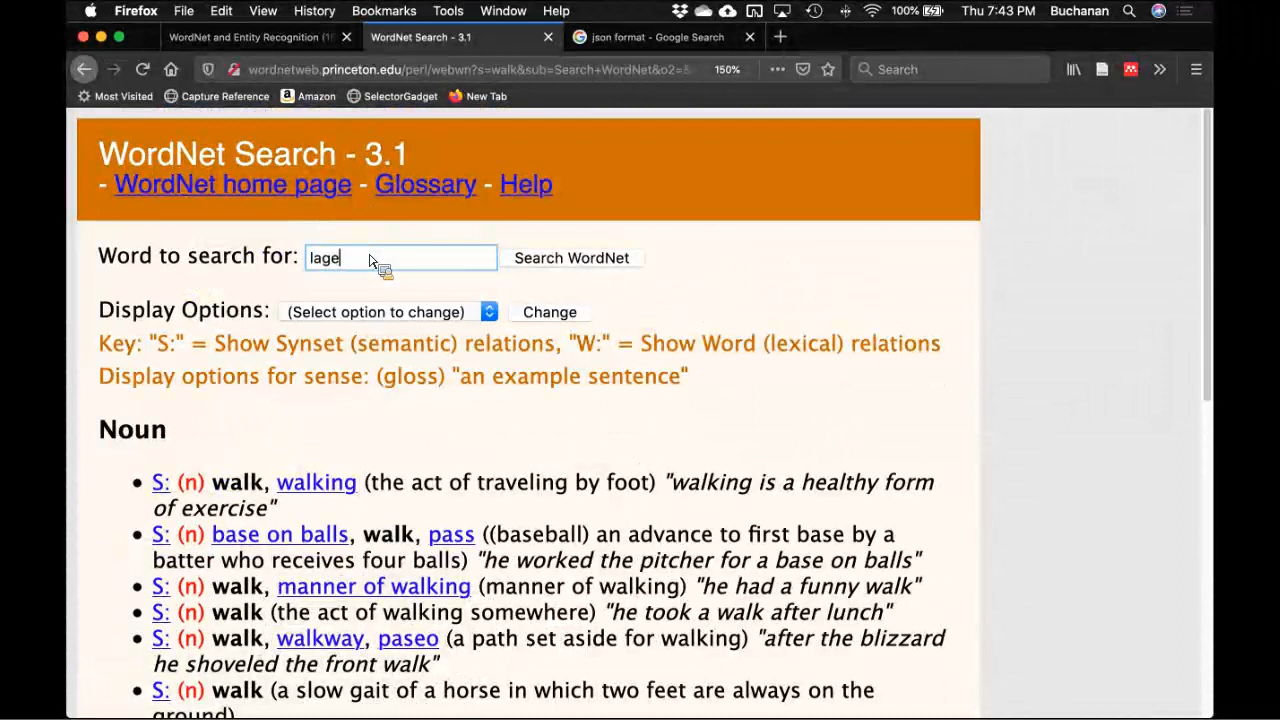 Firefox File Edit View History Bookmarks Tools Window Help 100% Thu 7:43 PM Buchanan
WordNet and Entity Recognition (1 WordNet Search - 3.1 json format - Google Search
wordnetweb.princeton.edu/perl/webwn?s=walk&sub=Search+WordNet&o2=& 150% Search
Most Visited Capture Reference Amazon SelectorGadget New Tab
WordNet Search - 3.1
- WordNet home page - Glossary - Help
Word to search for: lage Search WordNet
Display Options: (Select option to change) Change
Key: "S:" = Show Synset (semantic) relations, "W:" = Show Word (lexical) relations
Display options for sense: (gloss) "an example sentence"
Noun
• S: (n) walk, walking (the act of traveling by foot) "walking is a healthy form
of exercise"
• S: (n) base on balls, walk, pass ((baseball) an advance to first base by a
batter who receives four balls) "he worked the pitcher for a base on balls"
• S: (n) walk, manner of walking (manner of walking) "he had a funny walk"
• S: (n) walk (the act of walking somewhere) "he took a walk after lunch"
• S: (n) walk, walkway, paseo (a path set aside for walking) "after the blizzard
he shoveled the front walk"
• S: (n) walk (a slow gait of a horse in which two feet are always on the
ground)